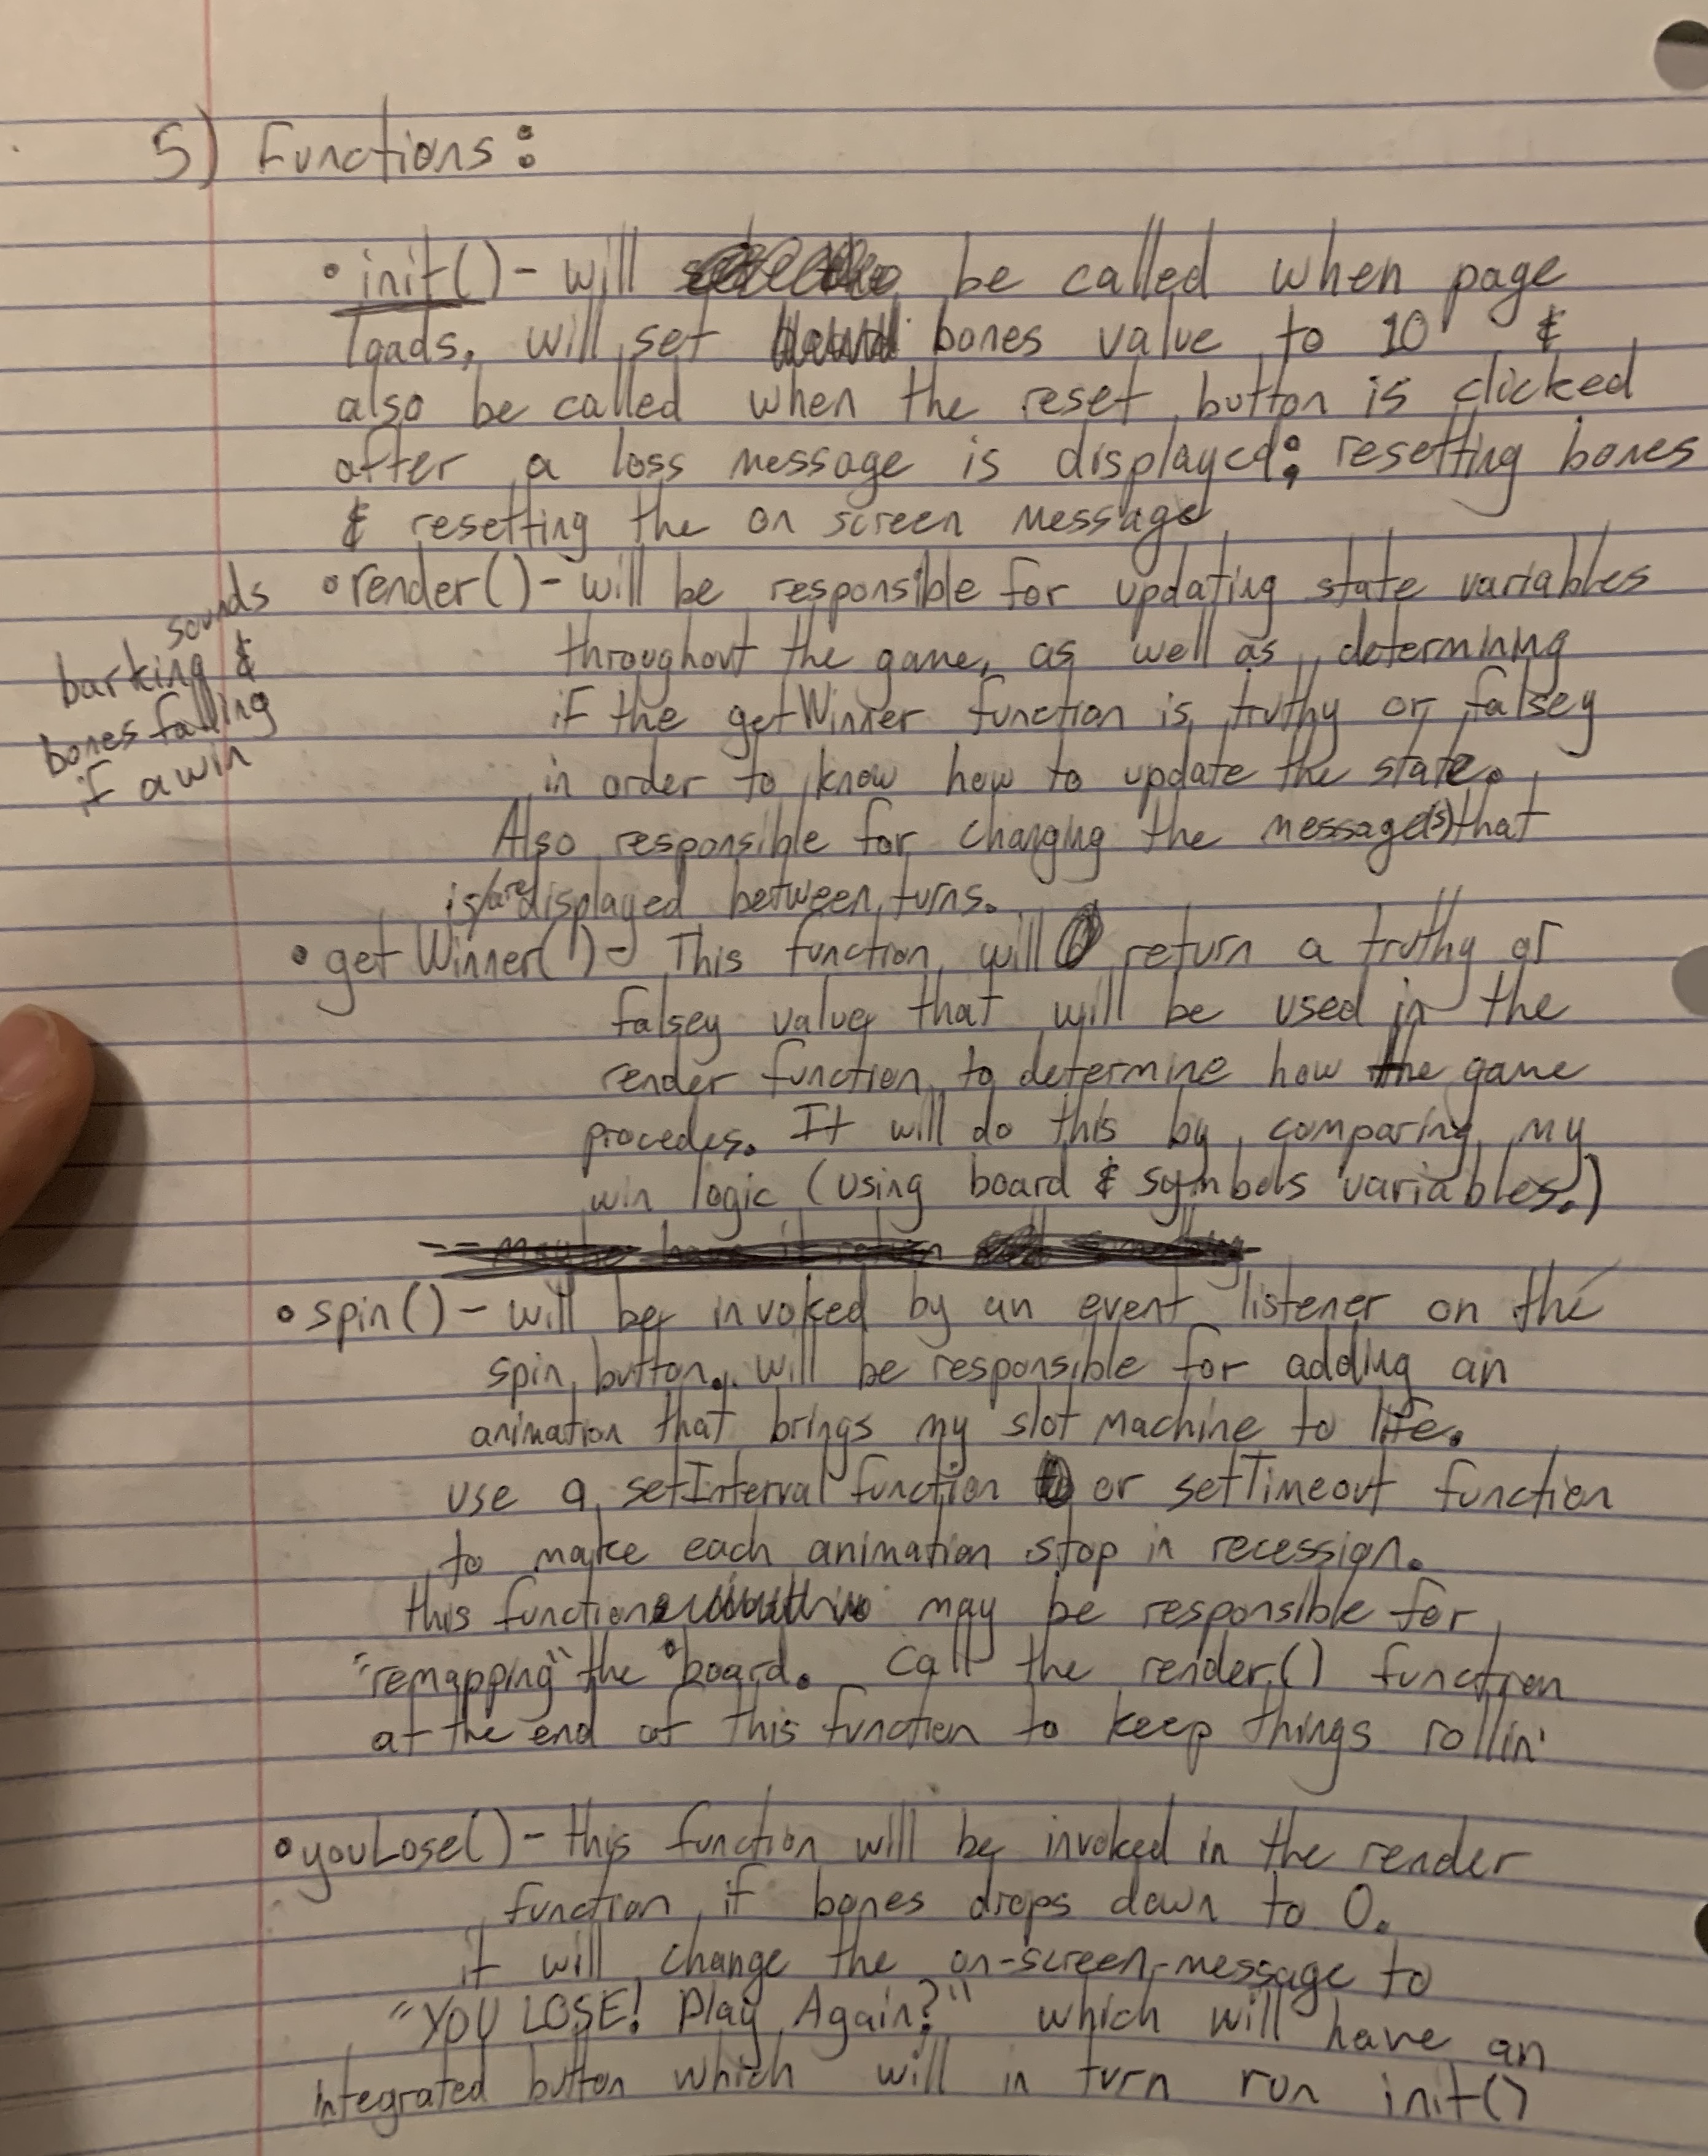 5) Functions:
• init() - will be called when page
loads, will set bones value to 10 &
also be called when the reset button is clicked
after a loss message is displayed; resetting bones
& resetting the on screen message
• render() - will be responsible for updating state variables
throughout the game, as well as determining
if the getWinner function is truthy or falsey
in order to know how to update the state.
Also responsible for changing the message(s) that
is/are displayed between turns.
sounds
barking &
bones falling
if a win
• getWinner() - This function will return a truthy or
falsey value that will be used in the
render function to determine how the game
procedes. It will do this by comparing my
win logic (using board & symbols variables.)
• spin() - will be invoked by an event listener on the
spin button. will be responsible for adding an
animation that brings my slot machine to life.
use a setInterval function or setTimeout function
to make each animation stop in recession.
this function may be responsible for
"remapping" the board. Call the render() function
at the end of this function to keep things rollin'
• youLose() - this function will be invoked in the render
function if bones drops down to 0.
it will change the on-screen-message to
"YOU LOSE! Play Again?" which will have an
integrated button which will in turn run init()